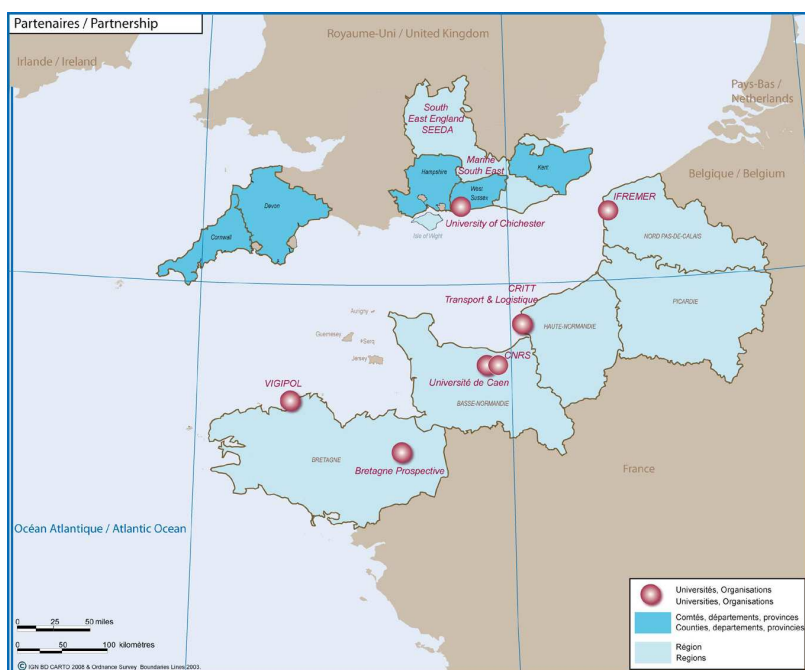 Partenaires / Partnership
Royaume-Uni / United Kingdom
Irlande / Ireland
Pays-Bas /
Netherlands
South
East England
SEEDA
Marine
South East
Kent
Hampshire
West
Sussex
Belgique / Belgium
Devon
IFREMER
University of Chichester
Cornwall
Isle of Wight
NORD PAS-DE-CALAIS
CRITT
Transport & Logistique
PICARDIE
Aurigny
HAUTE-NORMANDIE
Guernesey
Serq
Jersey
CNRS
VIGIPOL
Université de Caen
BASSE-NORMANDIE
BRETAGNE
Bretagne Prospective
France
Océan Atlantique / Atlantic Ocean
Universités, Organisations
Universities, Organisations
Comtés, départements, provinces
Counties, departments, provincies
Région
Regions
0 25 50 miles
0 50 100 kilomètres
© IGN BD CARTO 2008 & Ordnance Survey Boundaries Lines 2003.